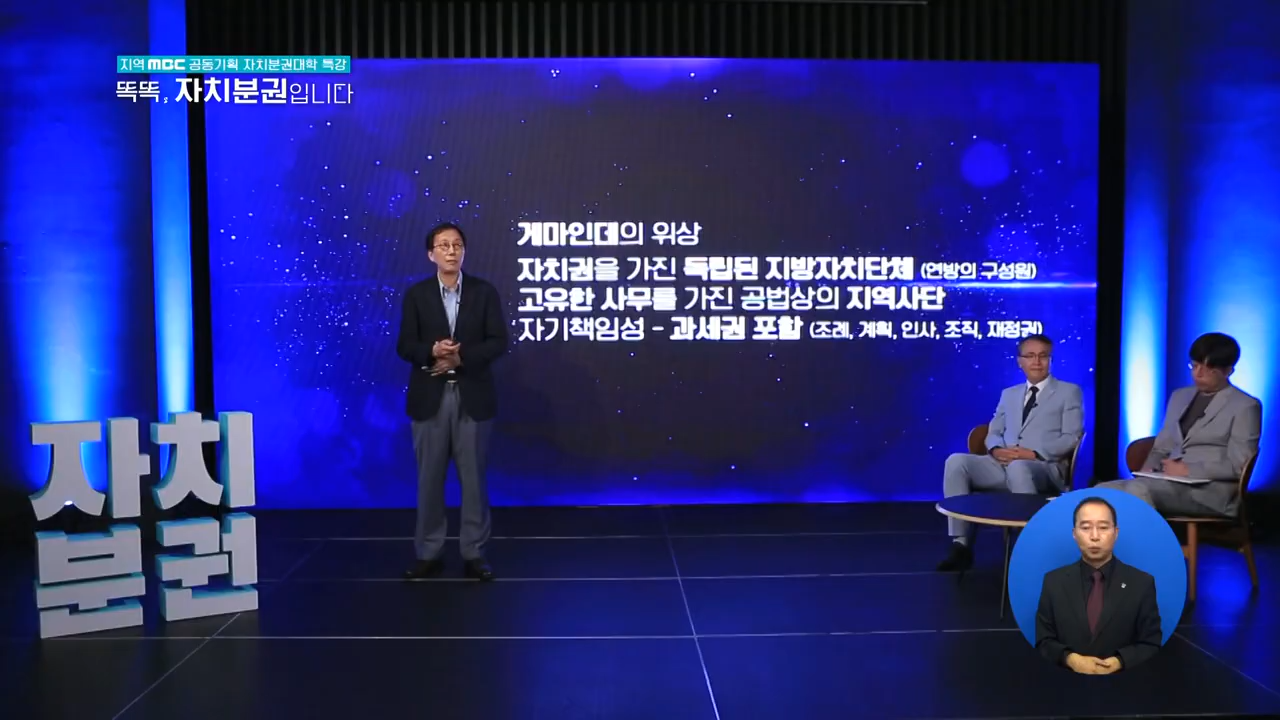 지역 MBC 공동기획 자치분권대학 특강
똑똑, 자치분권입니다
게마인데의 위상
자치권을 가진 독립된 지방자치단체 (연방의 구성원)
고유한 사무를 가진 공법상의 지역사단
자기책임성 - 과세권 포함 (조례, 계획, 인사, 조직, 재정권)
자치
분권